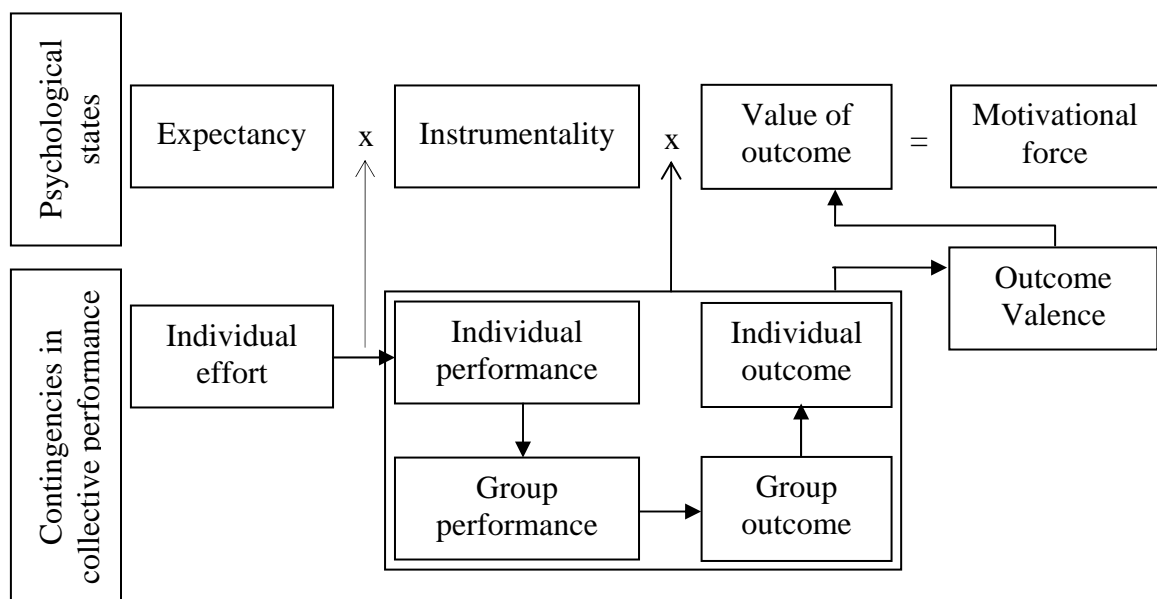 Psychological
states
Expectancy
x
Instrumentality
x
Value of
outcome
=
Motivational
force
Contingencies in
collective performance
Individual
effort
Individual
performance
Individual
outcome
Outcome
Valence
Group
performance
Group
outcome